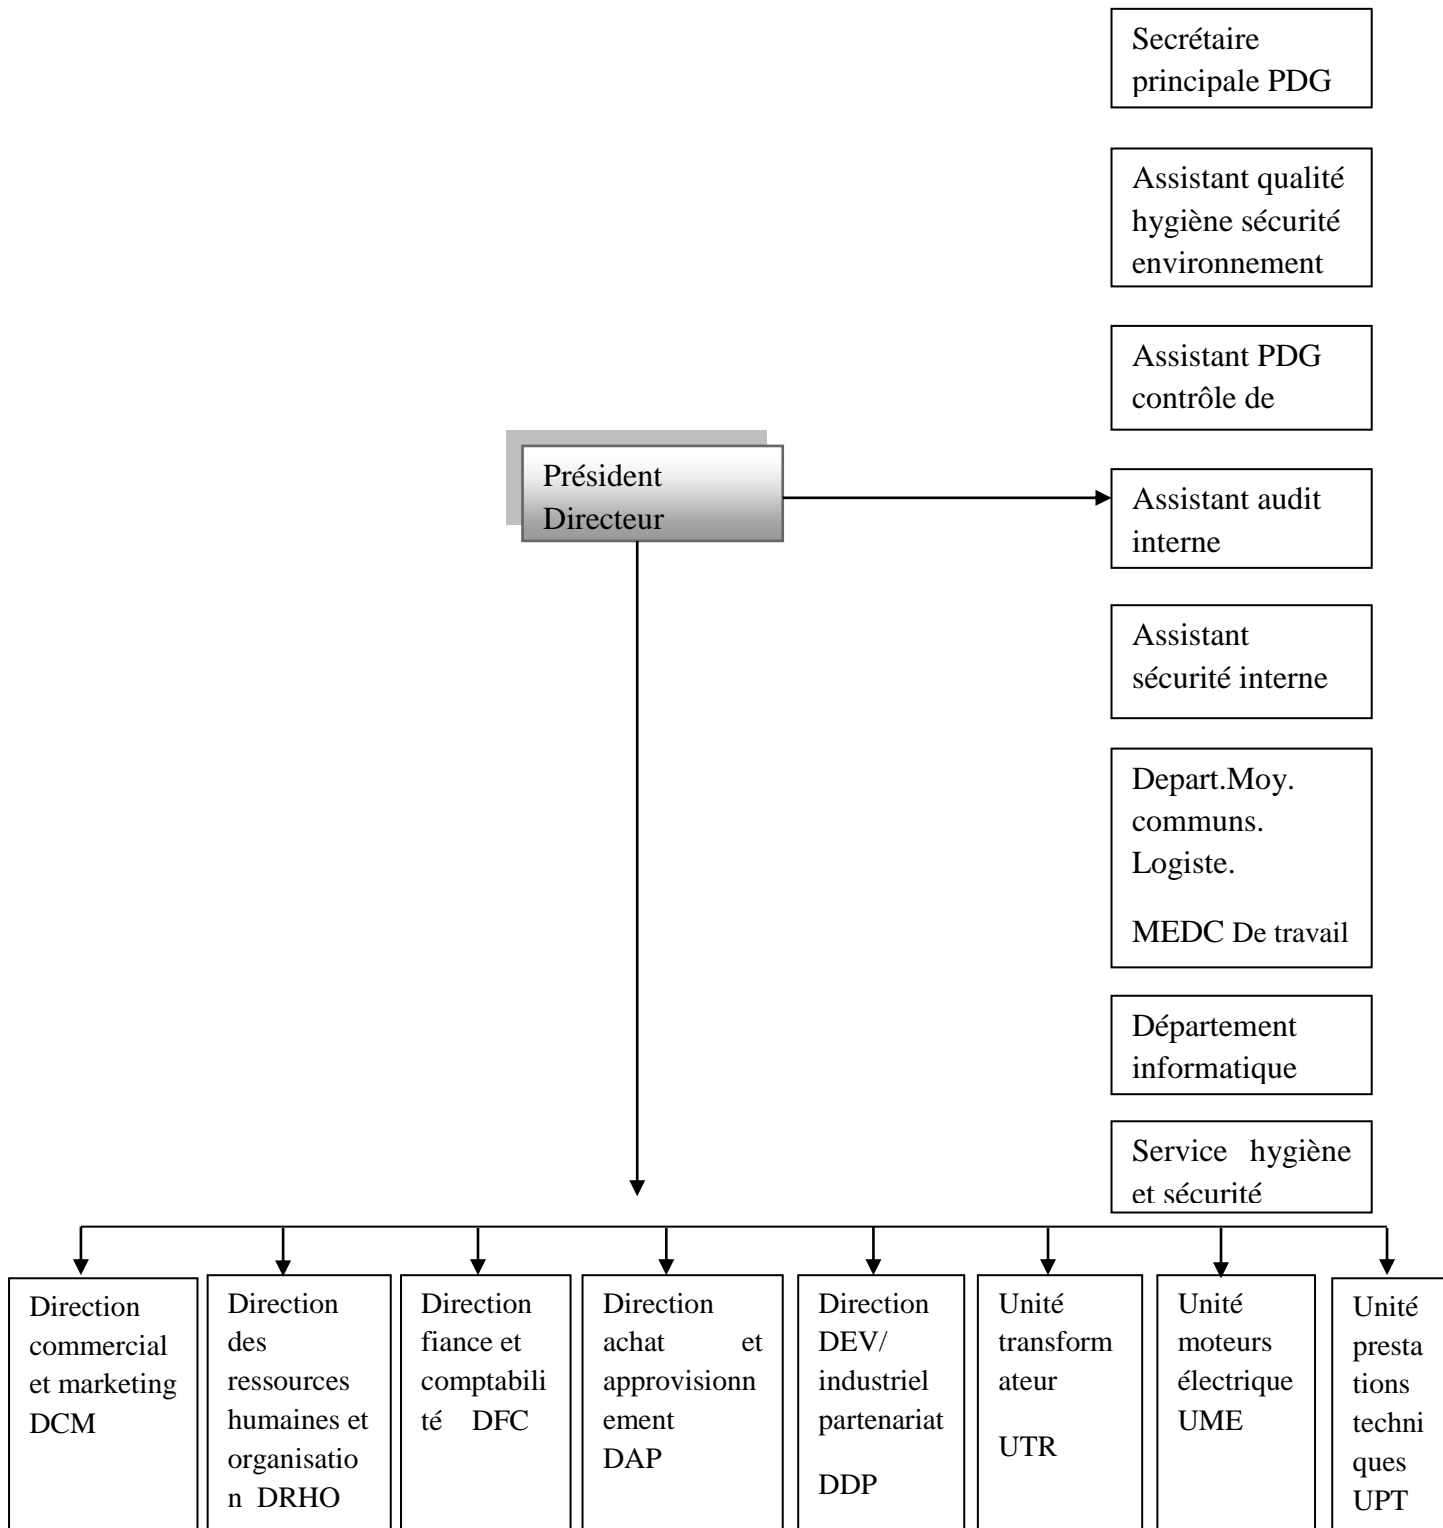 Secrétaire
principale PDG
Assistant qualité
hygiène sécurité
environnement
Assistant PDG
contrôle de
Président
Directeur
Assistant audit
interne
Assistant
sécurité interne
Depart.Moy.
communs.
Logiste.
MEDC De travail
Département
informatique
Service hygiène
et sécurité
Direction
commercial
et marketing
DCM
Direction
des
ressources
humaines et
organisatio
n DRHO
Direction
fiance et
comptabili
té DFC
Direction
achat et
approvisionn
ement
DAP
Direction
DEV/
industriel
partenariat
DDP
Unité
transform
ateur
UTR
Unité
moteurs
électrique
UME
Unité
presta
tions
techni
ques
UPT